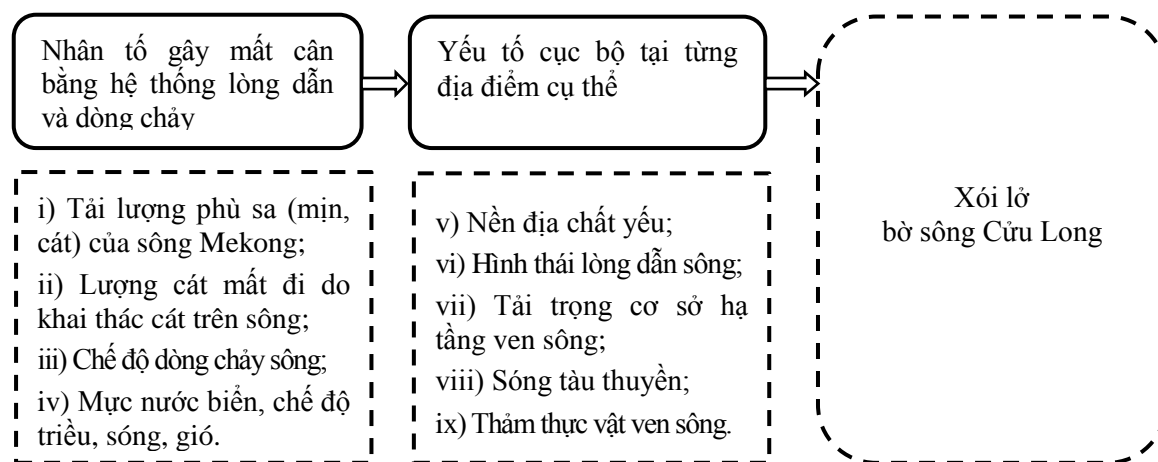 Nhân tố gây mất cân
bằng hệ thống lòng dẫn
và dòng chảy
Yếu tố cục bộ tại từng
địa điểm cụ thể
i) Tải lượng phù sa (mịn,
cát) của sông Mekong;
ii) Lượng cát mất đi do
khai thác cát trên sông;
iii) Chế độ dòng chảy sông;
iv) Mực nước biển, chế độ
triều, sóng, gió.
v) Nền địa chất yếu;
vi) Hình thái lòng dẫn sông;
vii) Tải trọng cơ sở hạ
tầng ven sông;
viii) Sóng tàu thuyền;
ix) Thảm thực vật ven sông.
Xói lở
bờ sông Cửu Long